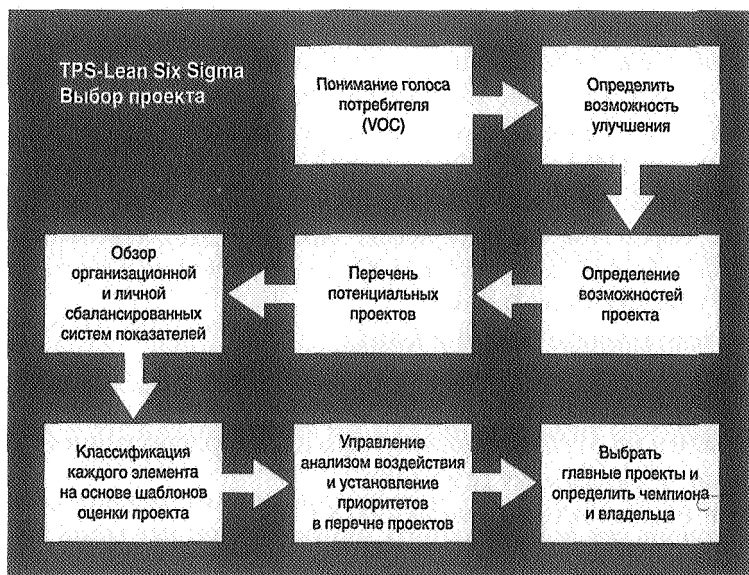 TPS-Lean Six Sigma
Выбор проекта
Понимание голоса
потребителя
(VOC)
Определить
возможность
улучшения
Определение
возможностей
проекта
Перечень
потенциальных
проектов
Обзор
организационной
и личной
сбалансированных
систем показателей
Классификация
каждого элемента
на основе шаблонов
оценки проекта
Управление
анализом воздействия
и установление
приоритетов
в перечне проектов
Выбрать
главные проекты и
определить чемпиона
и владельца